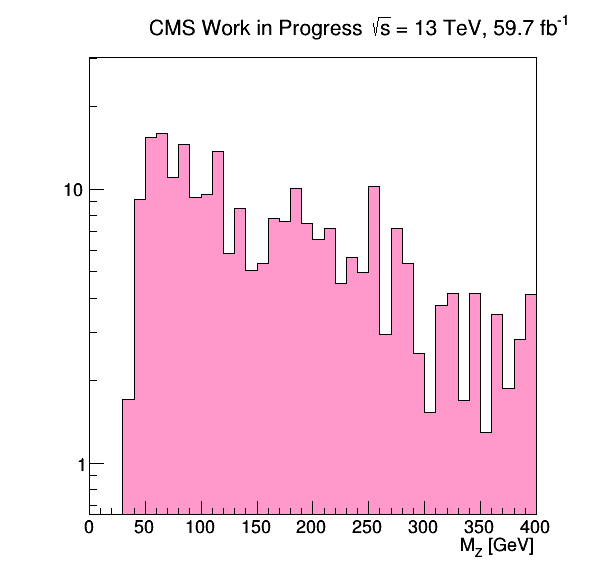 CMS Work in Progress √s = 13 TeV, 59.7 fb⁻¹
10
1
0 50 100 150 200 250 300 350 400
M_Z [GeV]